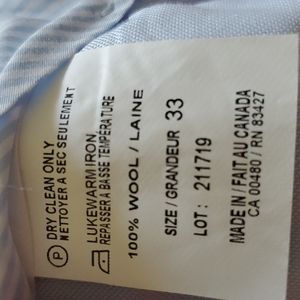 P
DRY CLEAN ONLY
NETTOYER A SEC SEULEMENT
LUKEWARM IRON
REPASSER A BASSE TEMPÉRATURE
100% WOOL / LAINE
SIZE / GRANDEUR 33
LOT : 211719
MADE IN / FAIT AU CANADA
CA 00480 / RN 83427